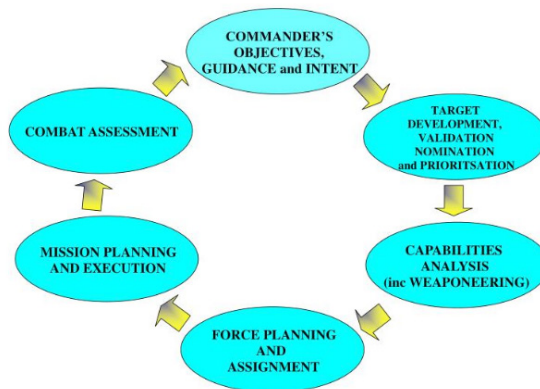 COMMANDER'S
OBJECTIVES,
GUIDANCE and INTENT
TARGET
DEVELOPMENT,
VALIDATION
NOMINATION
and PRIORITSATION
CAPABILITIES
ANALYSIS
(inc WEAPONEERING)
FORCE PLANNING
AND
ASSIGNMENT
MISSION PLANNING
AND EXECUTION
COMBAT ASSESSMENT